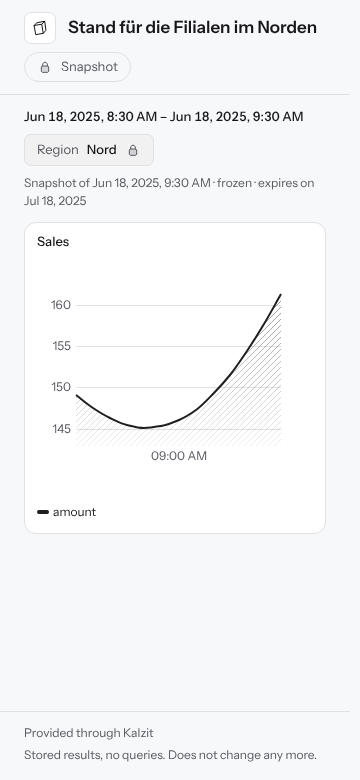 Stand für die Filialen im Norden
Snapshot
Jun 18, 2025, 8:30 AM – Jun 18, 2025, 9:30 AM
Region Nord
Snapshot of Jun 18, 2025, 9:30 AM · frozen · expires on
Jul 18, 2025
Sales
160
155
150
145
09:00 AM
amount
Provided through Kalzit
Stored results, no queries. Does not change any more.